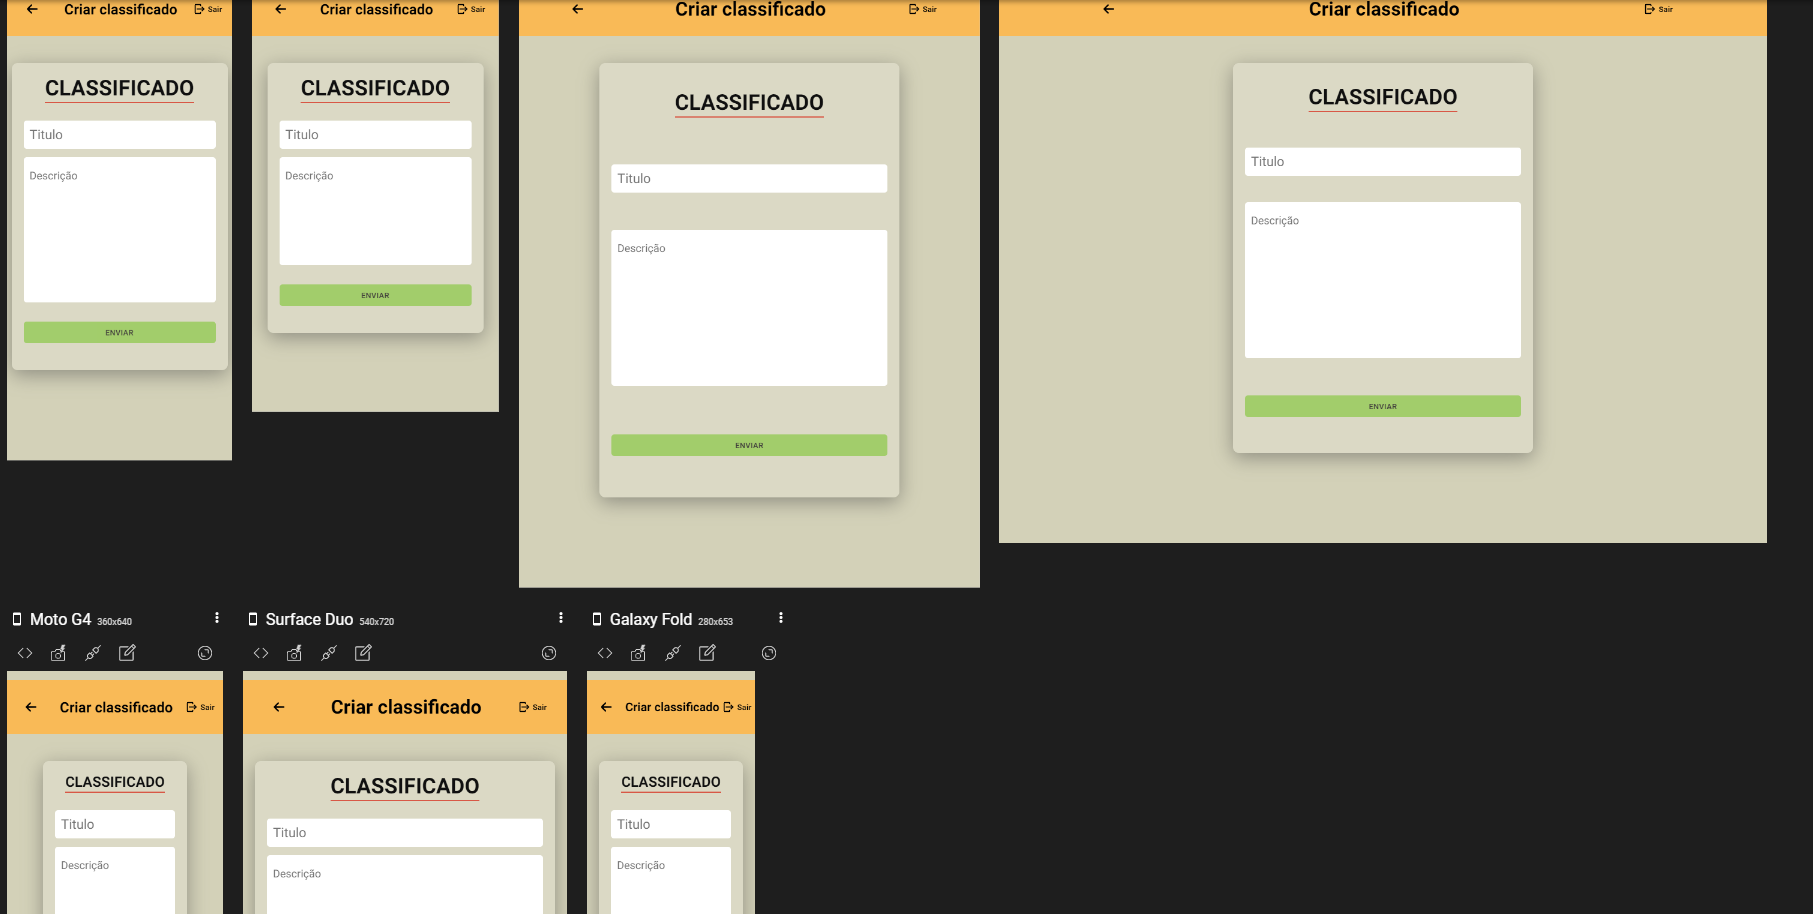 Criar classificado
Sair
CLASSIFICADO
Titulo
Descrição
ENVIAR
Criar classificado
Sair
CLASSIFICADO
Titulo
Descrição
ENVIAR
Criar classificado
Sair
CLASSIFICADO
Titulo
Descrição
ENVIAR
Criar classificado
Sair
CLASSIFICADO
Titulo
Descrição
ENVIAR
Moto G4 360x640
Criar classificado
Sair
CLASSIFICADO
Titulo
Descrição
Surface Duo 540x720
Criar classificado
Sair
CLASSIFICADO
Titulo
Descrição
Galaxy Fold 280x653
Criar classificado
Sair
CLASSIFICADO
Titulo
Descrição